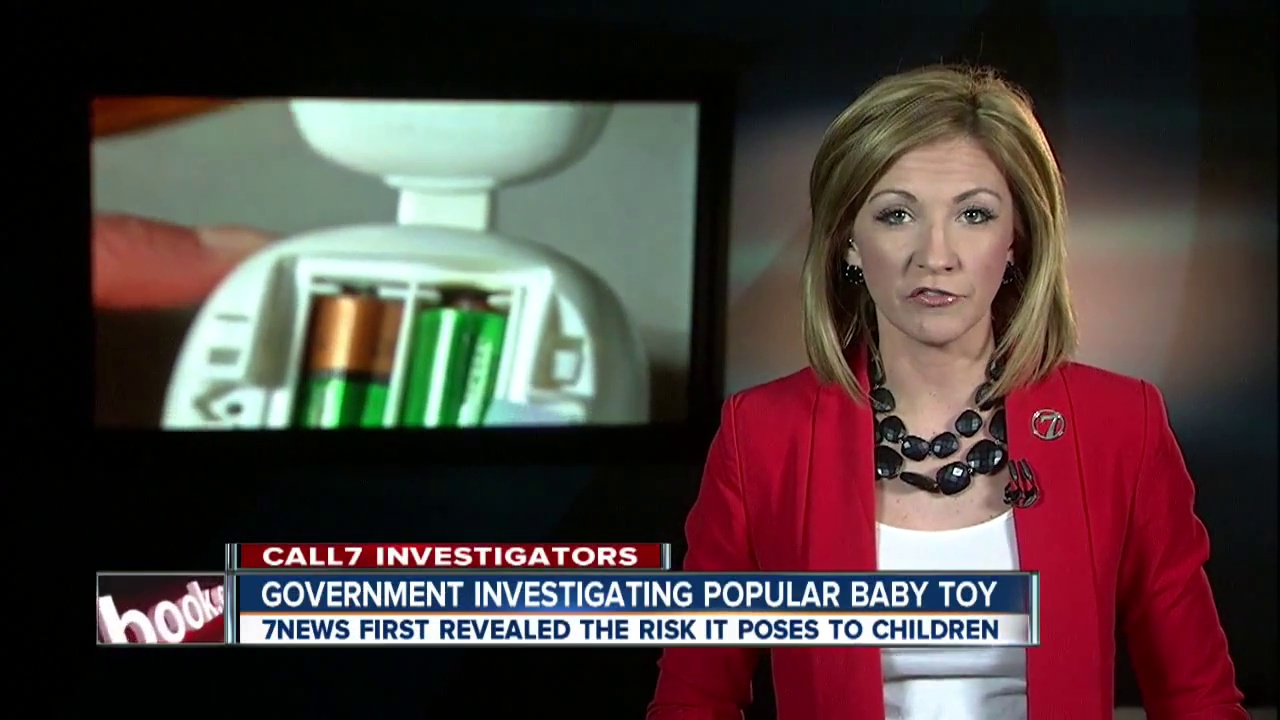 CALL7 INVESTIGATORS
GOVERNMENT INVESTIGATING POPULAR BABY TOY
7NEWS FIRST REVEALED THE RISK IT POSES TO CHILDREN
7